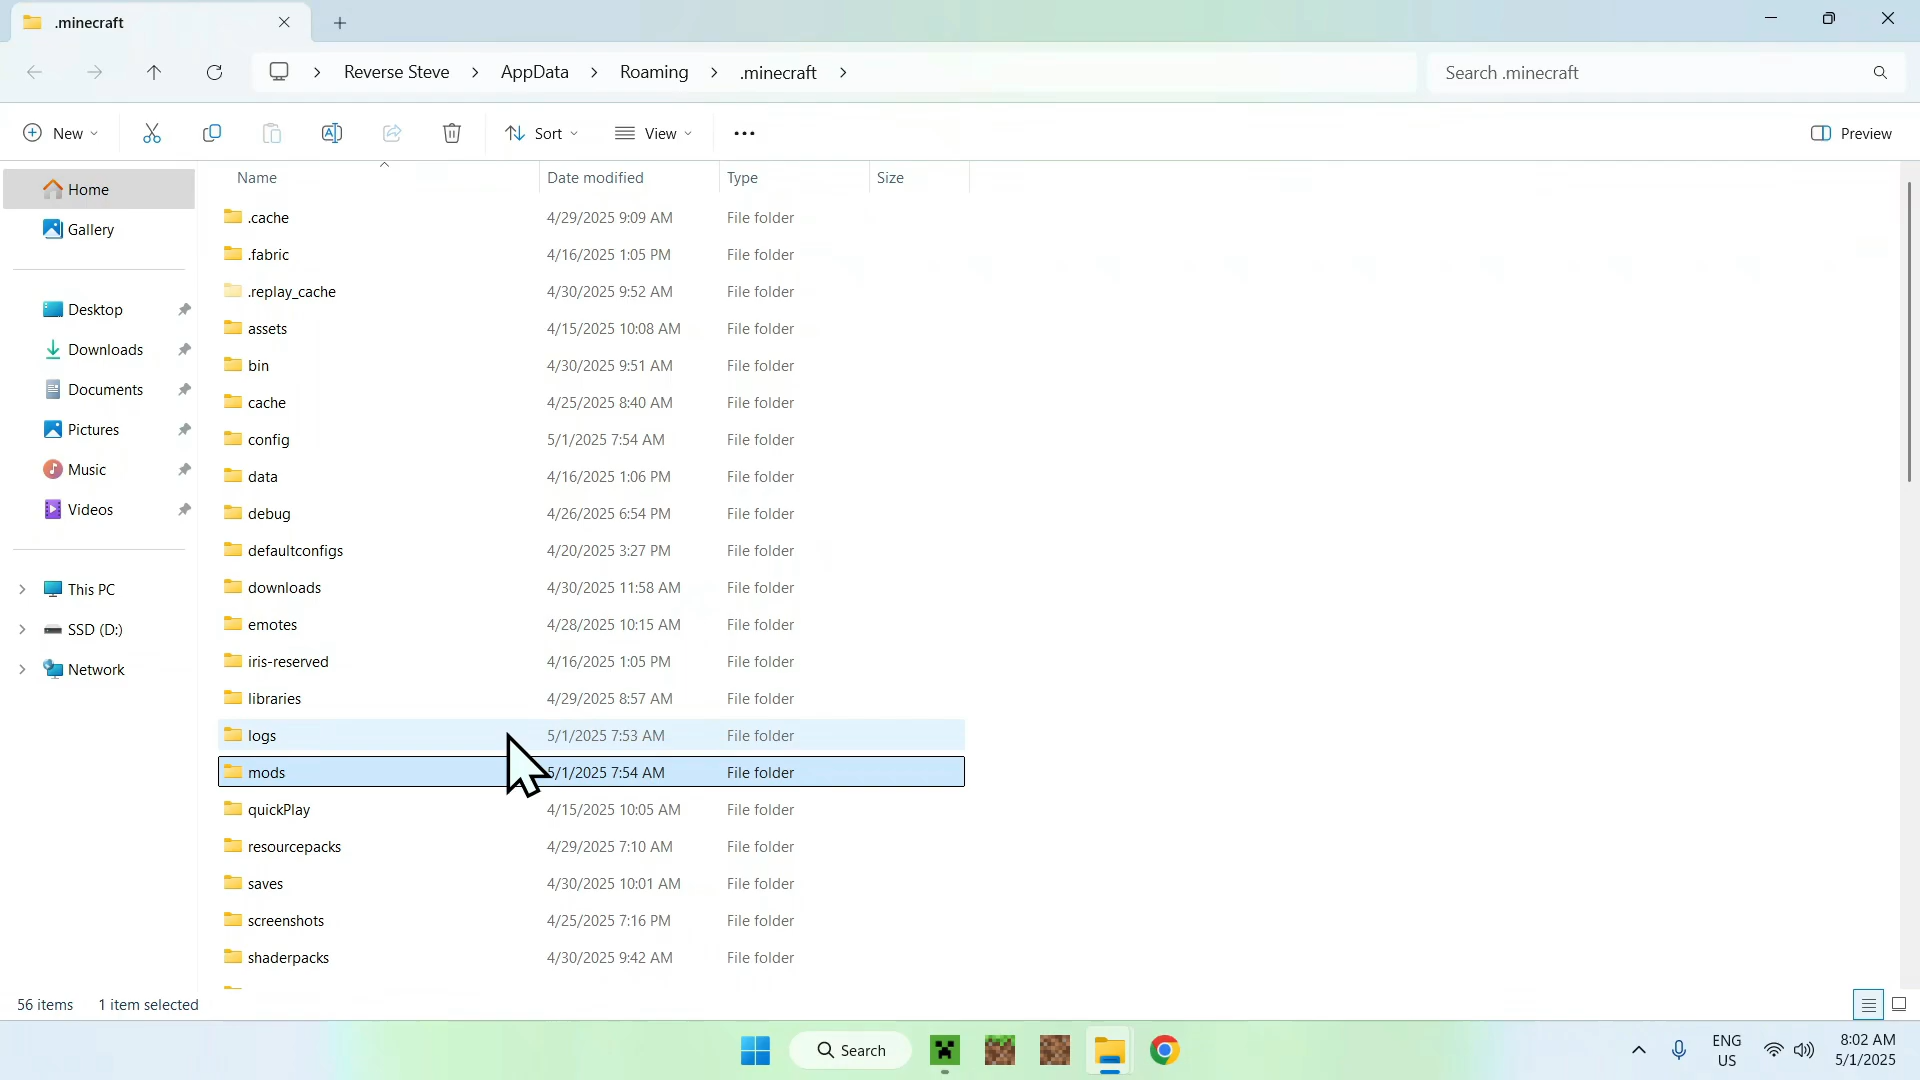 .minecraft
Reverse Steve > AppData > Roaming > .minecraft >
Search .minecraft
New
Sort
View
Preview
Name
Date modified
Type
Size
Home
Gallery
Desktop
Downloads
Documents
Pictures
Music
Videos
This PC
SSD (D:)
Network
.cache 4/29/2025 9:09 AM File folder
.fabric 4/16/2025 1:05 PM File folder
.replay_cache 4/30/2025 9:52 AM File folder
assets 4/15/2025 10:08 AM File folder
bin 4/30/2025 9:51 AM File folder
cache 4/25/2025 8:40 AM File folder
config 5/1/2025 7:54 AM File folder
data 4/16/2025 1:06 PM File folder
debug 4/26/2025 6:54 PM File folder
defaultconfigs 4/20/2025 3:27 PM File folder
downloads 4/30/2025 11:58 AM File folder
emotes 4/28/2025 10:15 AM File folder
iris-reserved 4/16/2025 1:05 PM File folder
libraries 4/29/2025 8:57 AM File folder
logs 5/1/2025 7:53 AM File folder
mods 5/1/2025 7:54 AM File folder
quickPlay 4/15/2025 10:05 AM File folder
resourcepacks 4/29/2025 7:10 AM File folder
saves 4/30/2025 10:01 AM File folder
screenshots 4/25/2025 7:16 PM File folder
shaderpacks 4/30/2025 9:42 AM File folder
56 items 1 item selected
Search
ENG
US
8:02 AM
5/1/2025